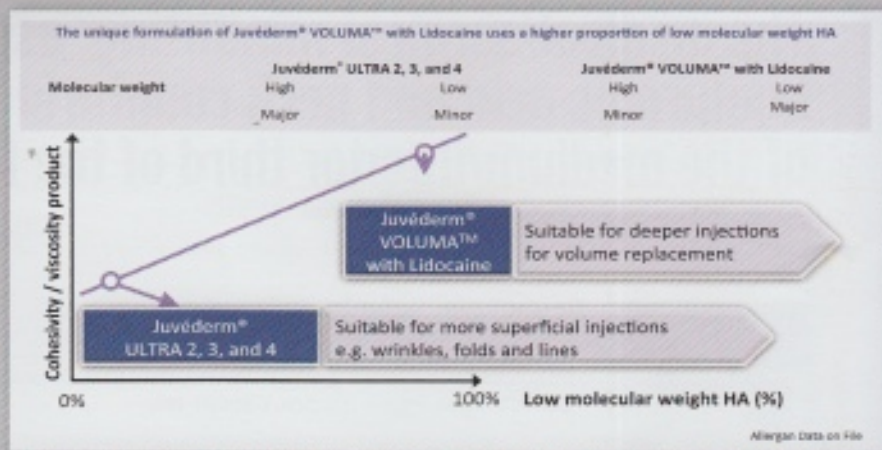 The unique formulation of Juvéderm® VOLUMA™ with Lidocaine uses a higher proportion of low molecular weight HA
Juvéderm® ULTRA 2, 3, and 4 Juvéderm® VOLUMA™ with Lidocaine
Molecular weight High Low High Low
Major Minor Minor Major
Cohesivity / viscosity product
Juvéderm®
VOLUMA™
with Lidocaine
Suitable for deeper injections
for volume replacement
Juvéderm®
ULTRA 2, 3, and 4
Suitable for more superficial injections
e.g. wrinkles, folds and lines
0% 100% Low molecular weight HA (%)
Allergan Data on File